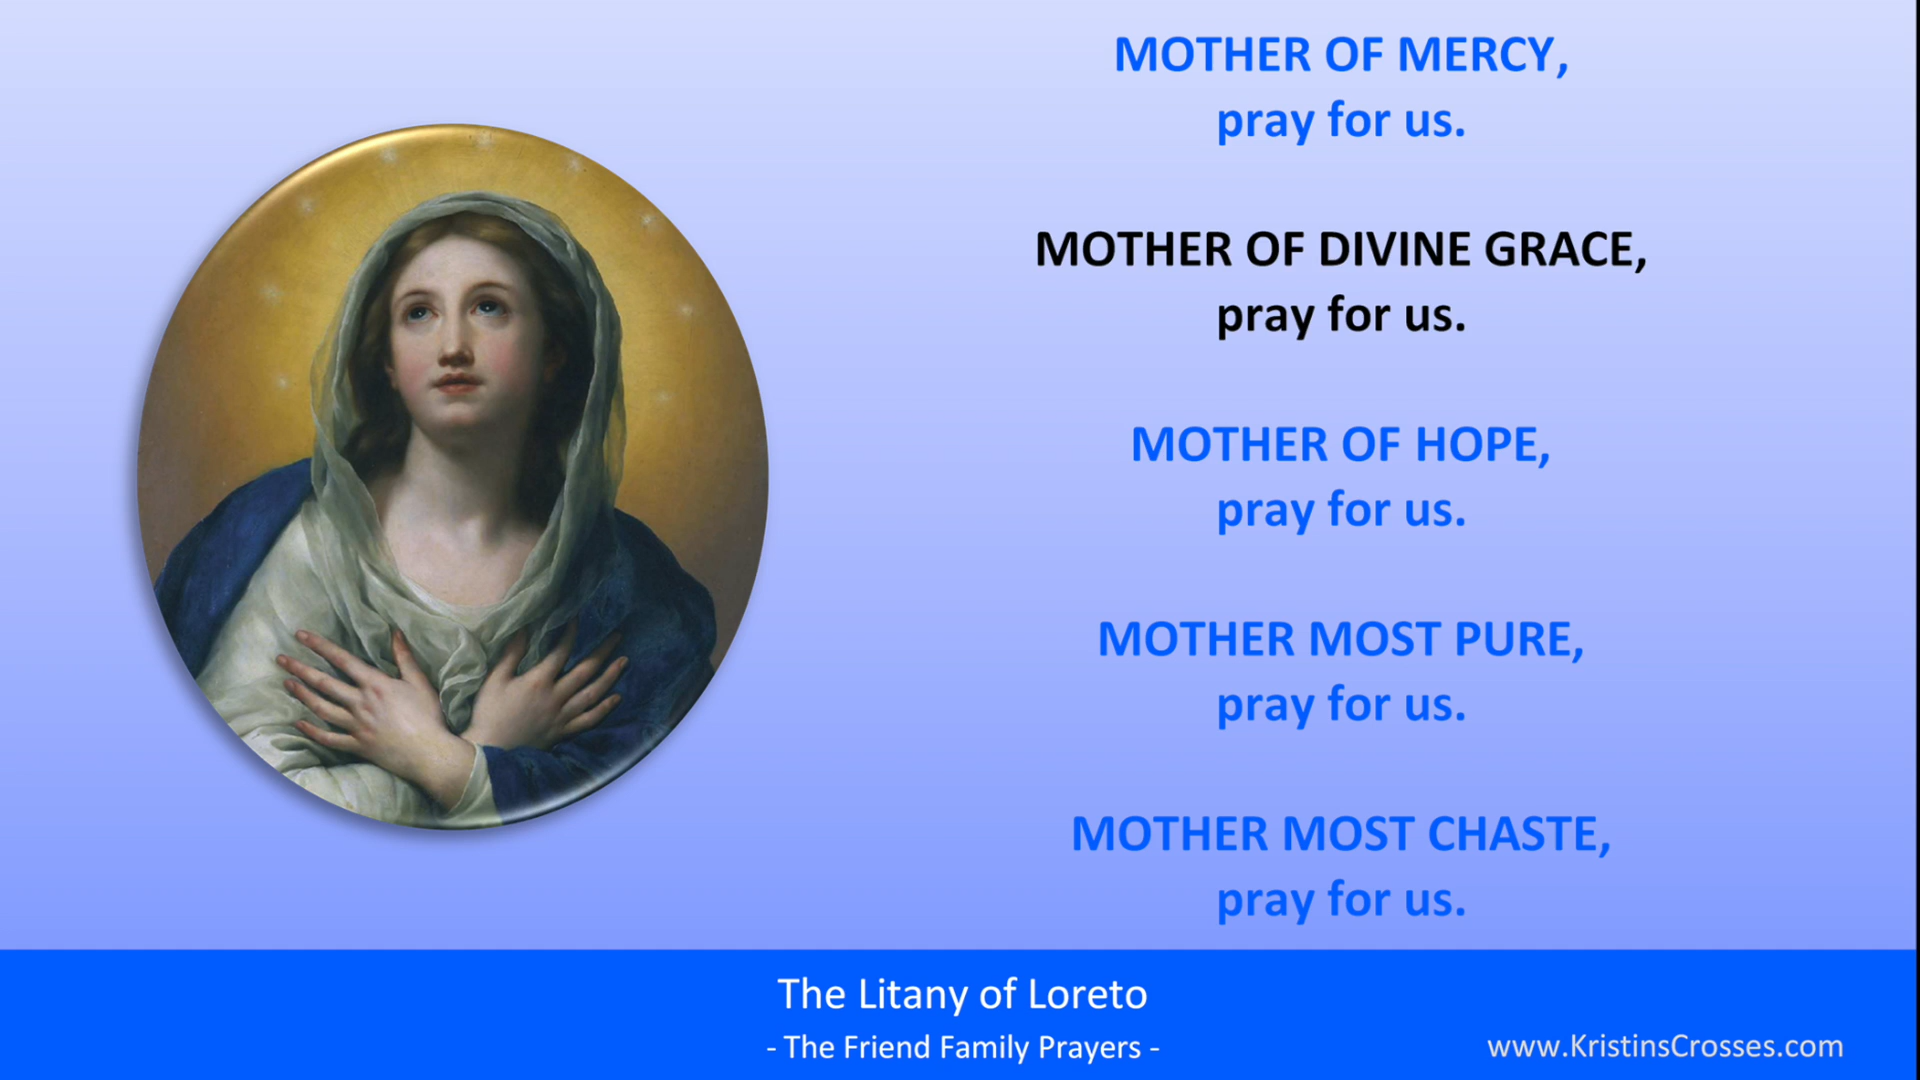 MOTHER OF MERCY,
pray for us.
MOTHER OF DIVINE GRACE,
pray for us.
MOTHER OF HOPE,
pray for us.
MOTHER MOST PURE,
pray for us.
MOTHER MOST CHASTE,
pray for us.
The Litany of Loreto
- The Friend Family Prayers -
www.KristinsCrosses.com